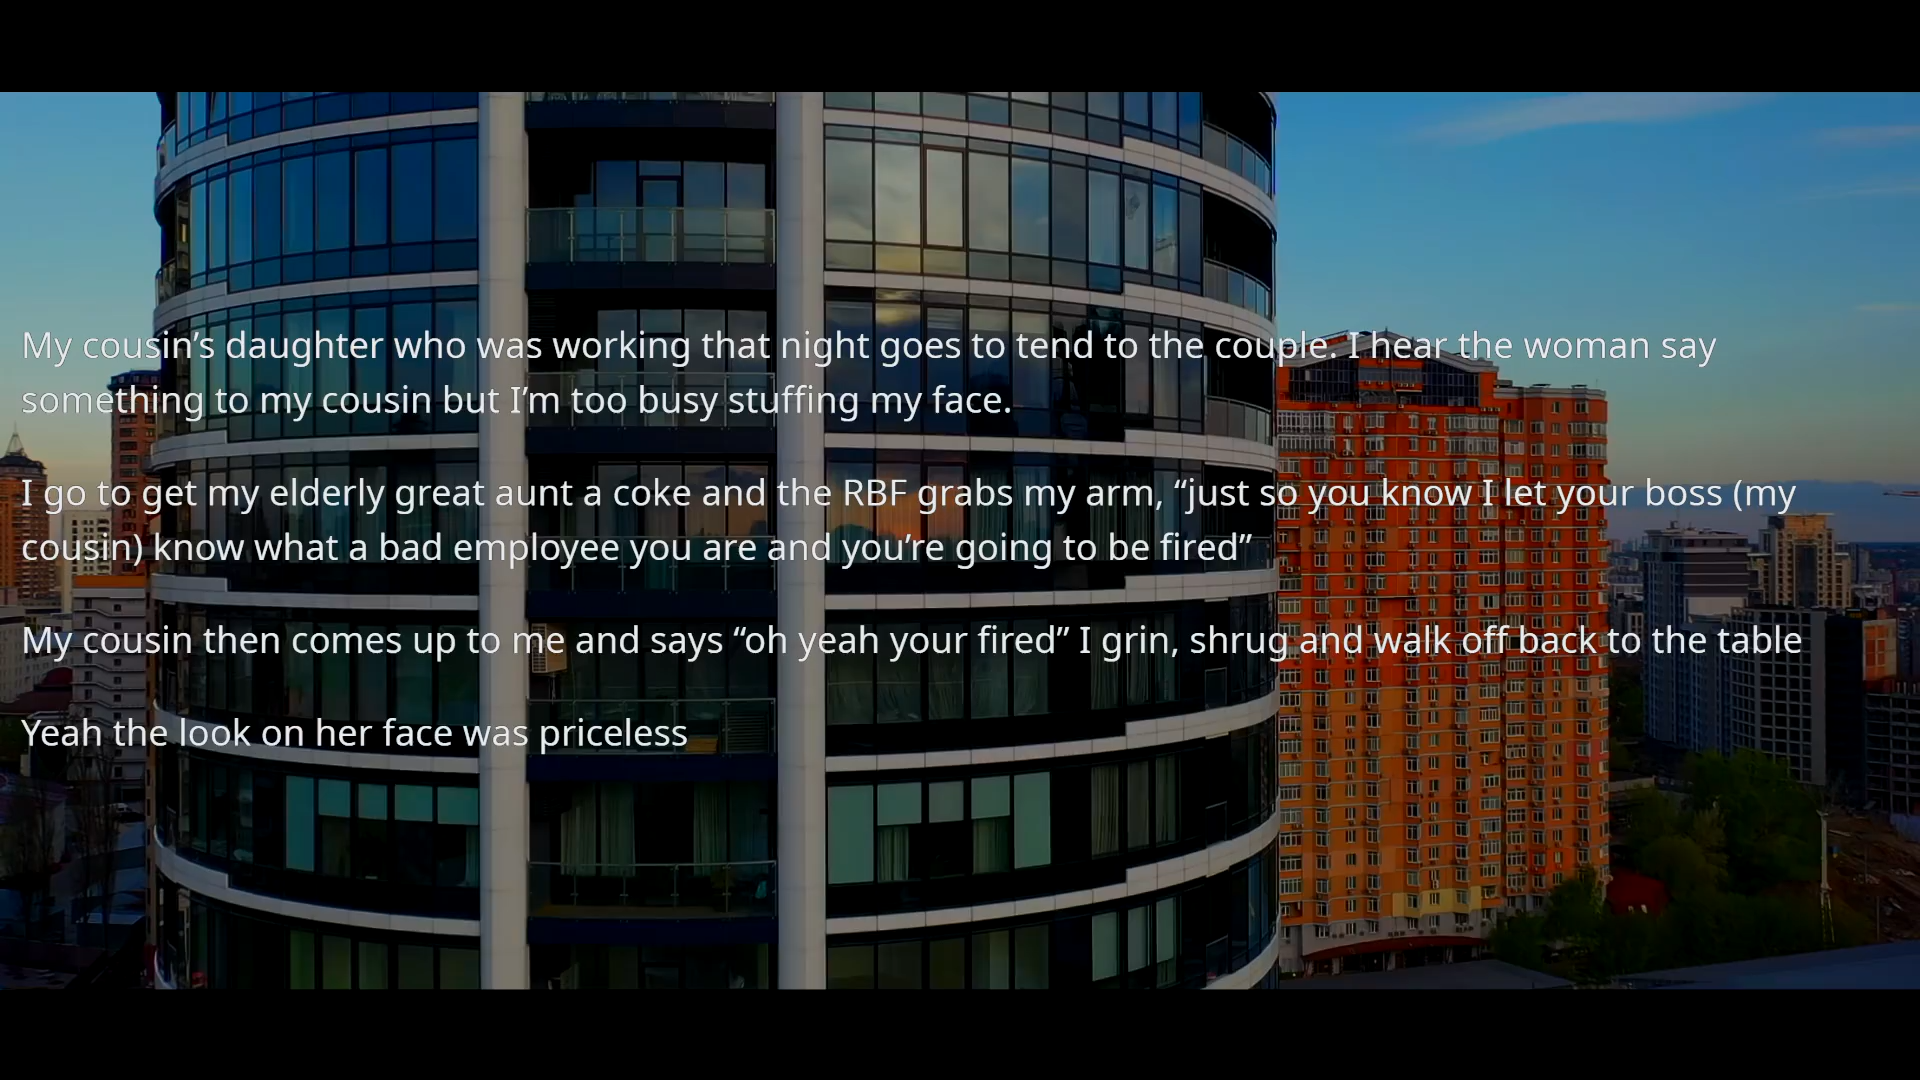 My cousin’s daughter who was working that night goes to tend to the couple. I hear the woman say
something to my cousin but I’m too busy stuffing my face.
I go to get my elderly great aunt a coke and the RBF grabs my arm, “just so you know I let your boss (my
cousin) know what a bad employee you are and you’re going to be fired”
My cousin then comes up to me and says “oh yeah your fired” I grin, shrug and walk off back to the table
Yeah the look on her face was priceless